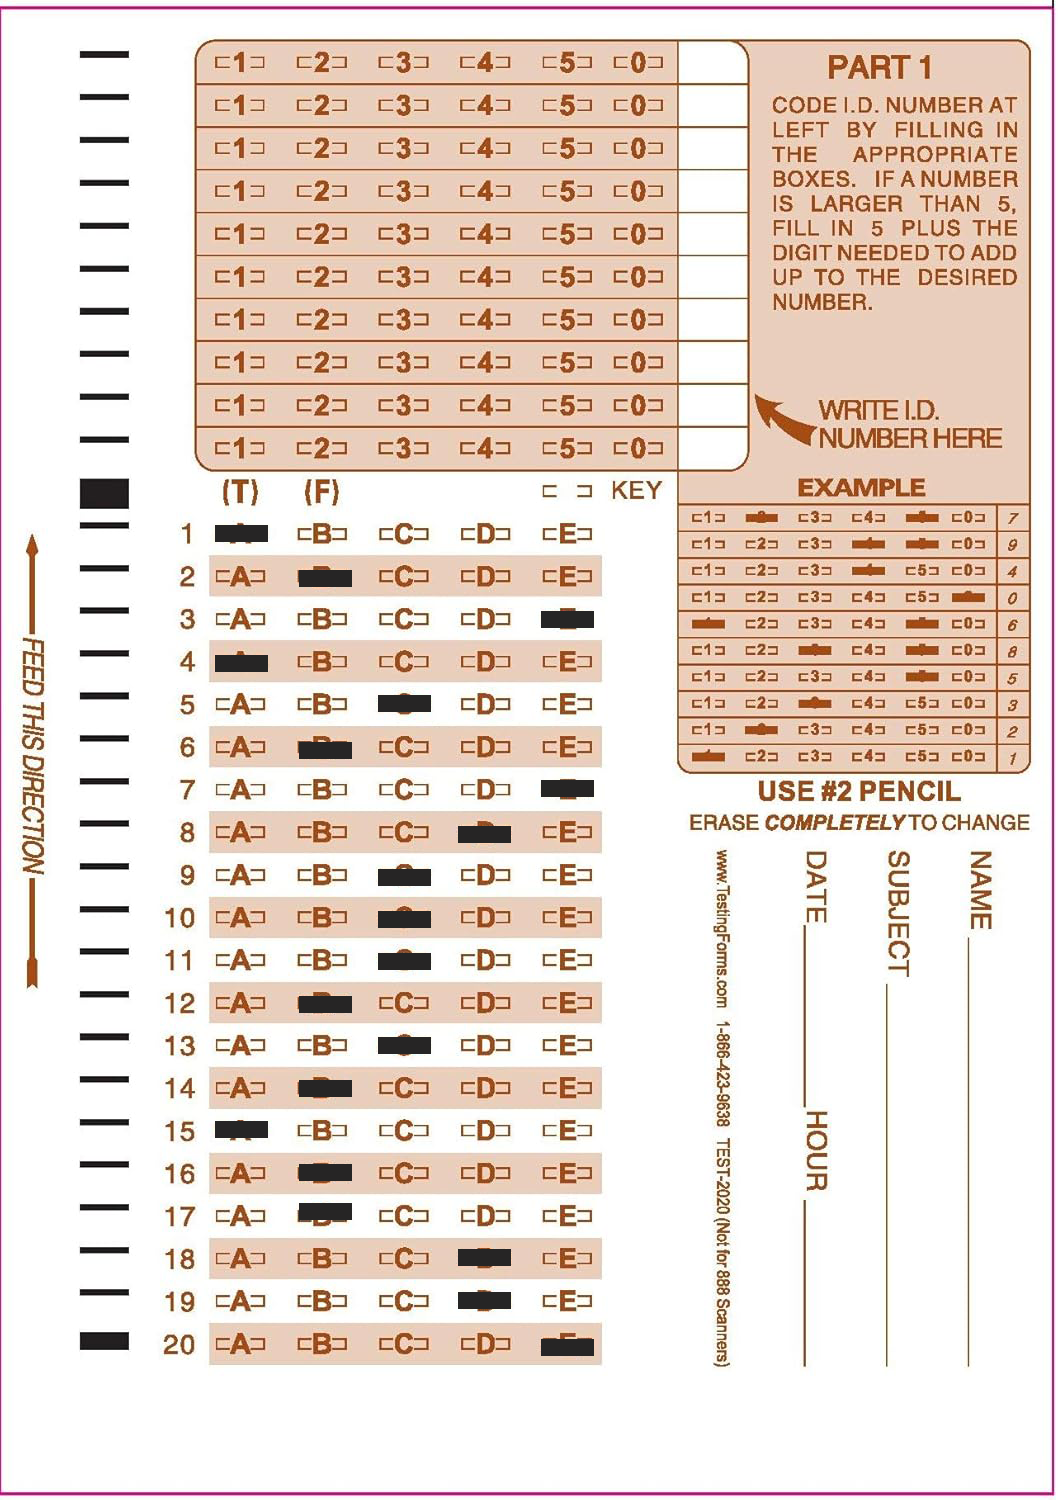 1 2 3 4 5 0
1 2 3 4 5 0
1 2 3 4 5 0
1 2 3 4 5 0
1 2 3 4 5 0
1 2 3 4 5 0
1 2 3 4 5 0
1 2 3 4 5 0
1 2 3 4 5 0
1 2 3 4 5 0
PART 1
CODE I.D. NUMBER AT
LEFT BY FILLING IN
THE APPROPRIATE
BOXES. IF A NUMBER
IS LARGER THAN 5,
FILL IN 5 PLUS THE
DIGIT NEEDED TO ADD
UP TO THE DESIRED
NUMBER.
WRITE I.D.
NUMBER HERE
(T) (F) KEY
1 B C D E
2 A C D E
3 A B C D
4 B C D E
5 A B D E
6 A C D E
7 A B C D
8 A B C E
9 A B D E
10 A B D E
11 A B D E
12 A C D E
13 A B D E
14 A C D E
15 B C D E
16 A C D E
17 A C D E
18 A B C E
19 A B C E
20 A B C D
EXAMPLE
1 3 4 0 7
1 2 3 0 9
1 2 3 5 0 4
1 2 3 4 5 0
2 3 4 0 6
1 2 4 0 8
1 2 3 4 0 5
1 2 4 5 0 3
1 3 4 5 0 2
2 3 4 5 0 1
USE #2 PENCIL
ERASE COMPLETELY TO CHANGE
FEED THIS DIRECTION
www.TestingForms.com 1-866-423-9638 TEST-2020 (Not for 888 Scanners)
DATE HOUR
SUBJECT
NAME